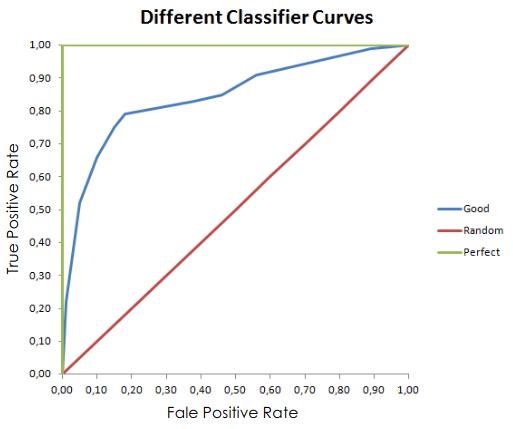 Different Classifier Curves
1,00
0,90
0,80
0,70
0,60
0,50
0,40
0,30
0,20
0,10
0,00
True Positive Rate
0,00 0,10 0,20 0,30 0,40 0,50 0,60 0,70 0,80 0,90 1,00
Fale Positive Rate
Good
Random
Perfect